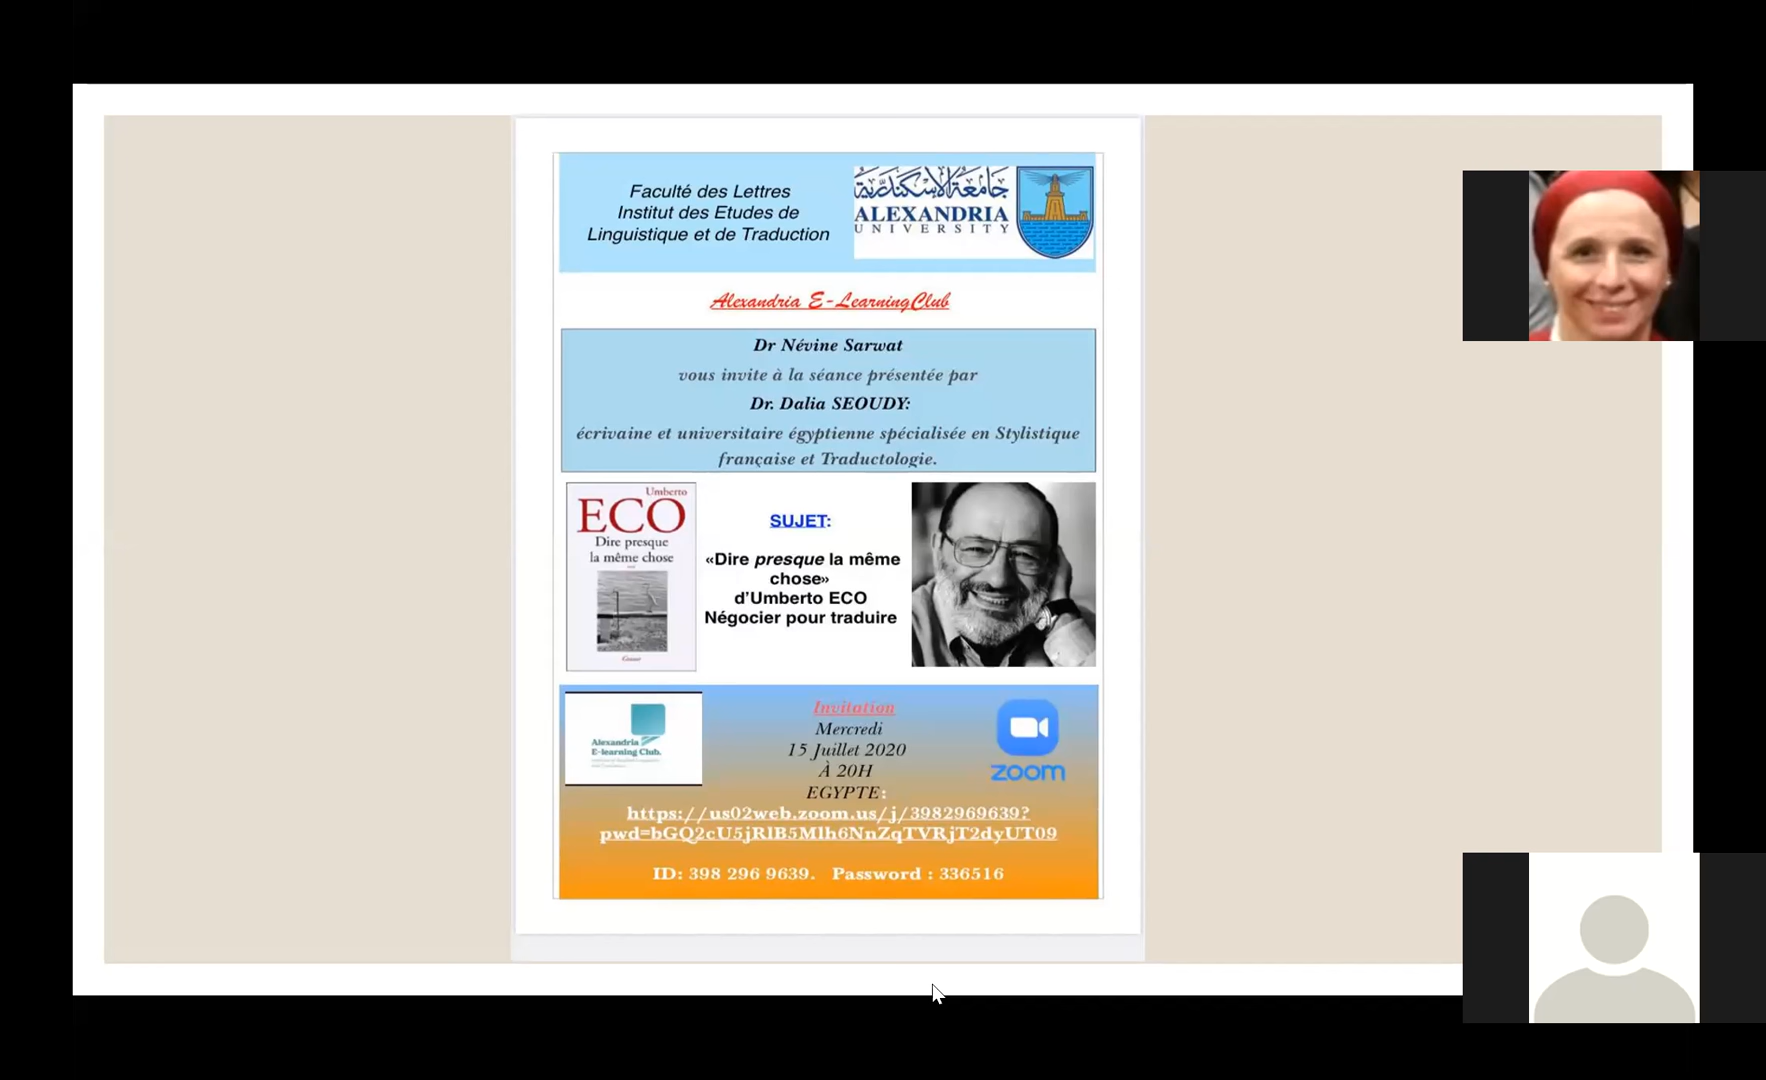 Faculté des Lettres
Institut des Etudes de
Linguistique et de Traduction
جامعة الإسكندرية
ALEXANDRIA
UNIVERSITY
Alexandria E-LearningClub
Dr Névine Sarwat
vous invite à la séance présentée par
Dr. Dalia SEOUDY:
écrivaine et universitaire égyptienne spécialisée en Stylistique
française et Traductologie.
Umberto
ECO
Dire presque
la même chose
Grasset
SUJET:
«Dire presque la même
chose»
d'Umberto ECO
Négocier pour traduire
Alexandria
E-learning Club.
Invitation
Mercredi
15 Juillet 2020
À 20H
EGYPTE:
zoom
https://us02web.zoom.us/j/3982969639?
pwd=bGQ2cU5jRlB5Mlh6NnZqTVRjT2dyUT09
ID: 398 296 9639. Password : 336516